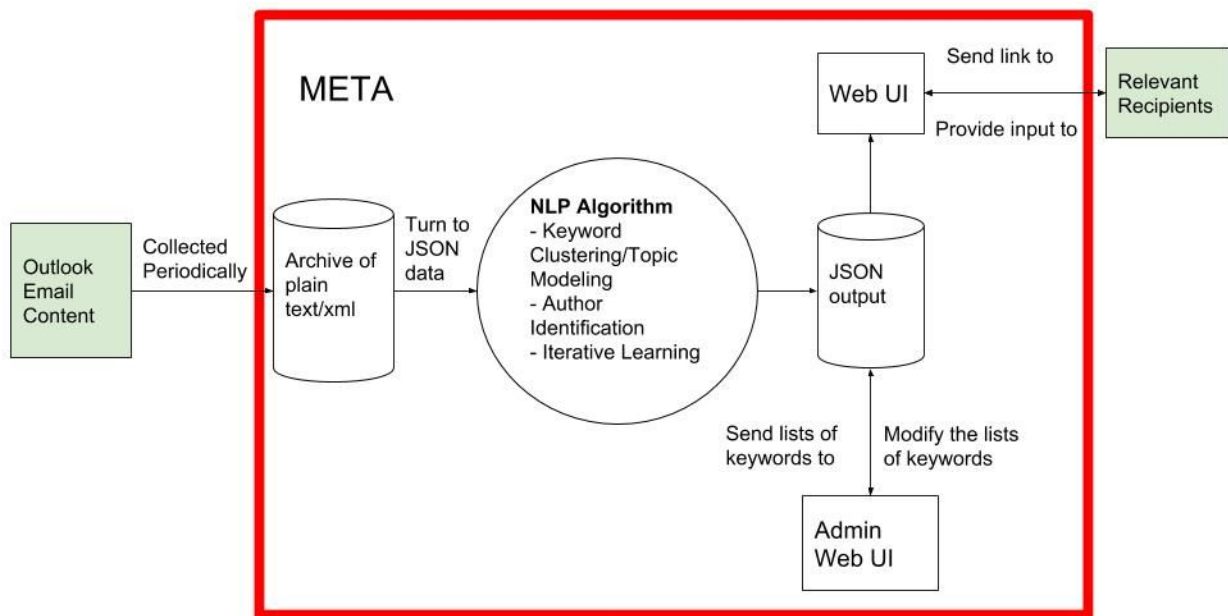 META
Outlook
Email
Content
Collected
Periodically
Archive of
plain
text/xml
Turn to
JSON
data
NLP Algorithm
- Keyword
Clustering/Topic
Modeling
- Author
Identification
- Iterative Learning
JSON
output
Web UI
Send link to
Provide input to
Relevant
Recipients
Send lists of
keywords to
Modify the lists
of keywords
Admin
Web UI